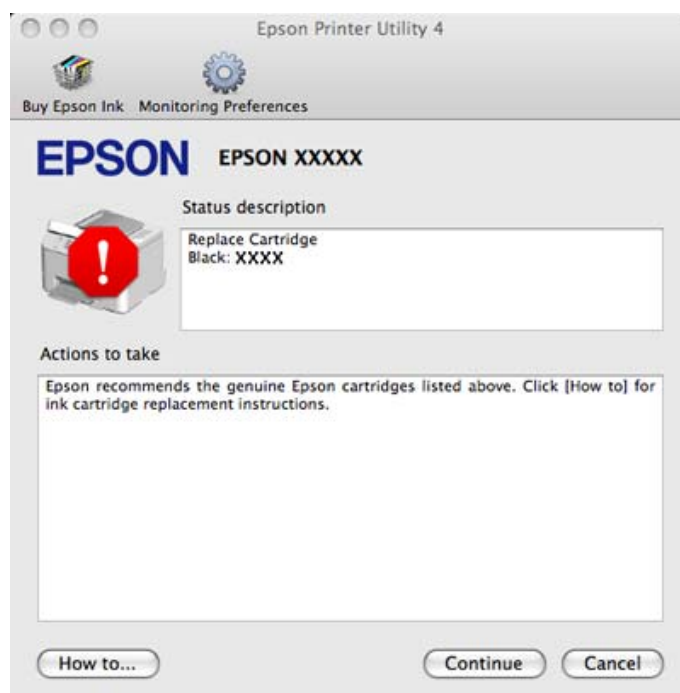 Epson Printer Utility 4
Buy Epson Ink Monitoring Preferences
EPSON EPSON XXXXX
Status description
Replace Cartridge
Black: XXXX
!
Actions to take
Epson recommends the genuine Epson cartridges listed above. Click [How to] for
ink cartridge replacement instructions.
How to... Continue Cancel